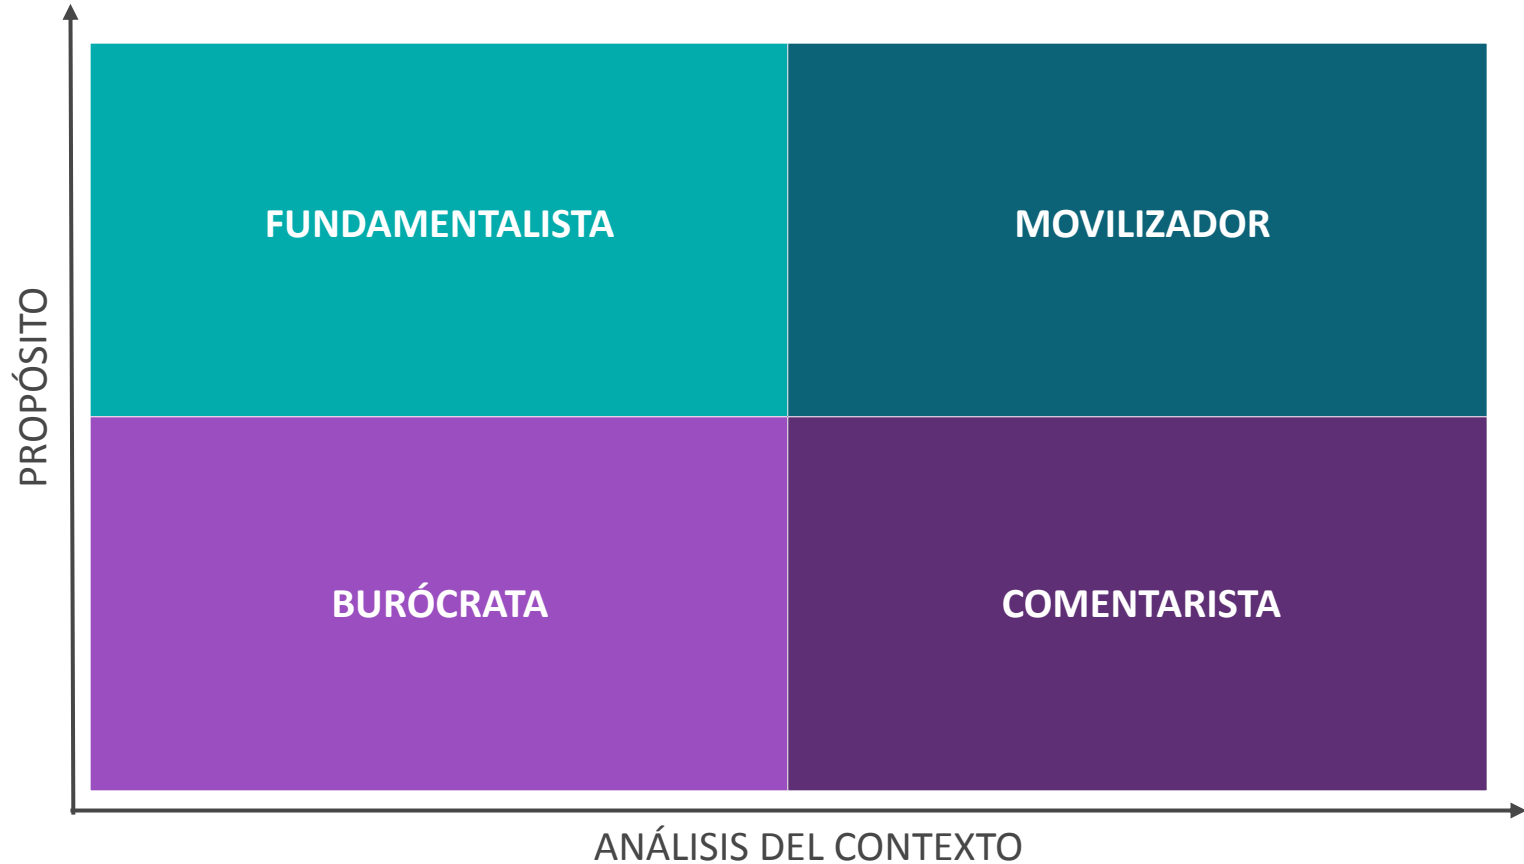 FUNDAMENTALISTA
MOVILIZADOR
PROPÓSITO
BURÓCRATA
COMENTARISTA
ANÁLISIS DEL CONTEXTO